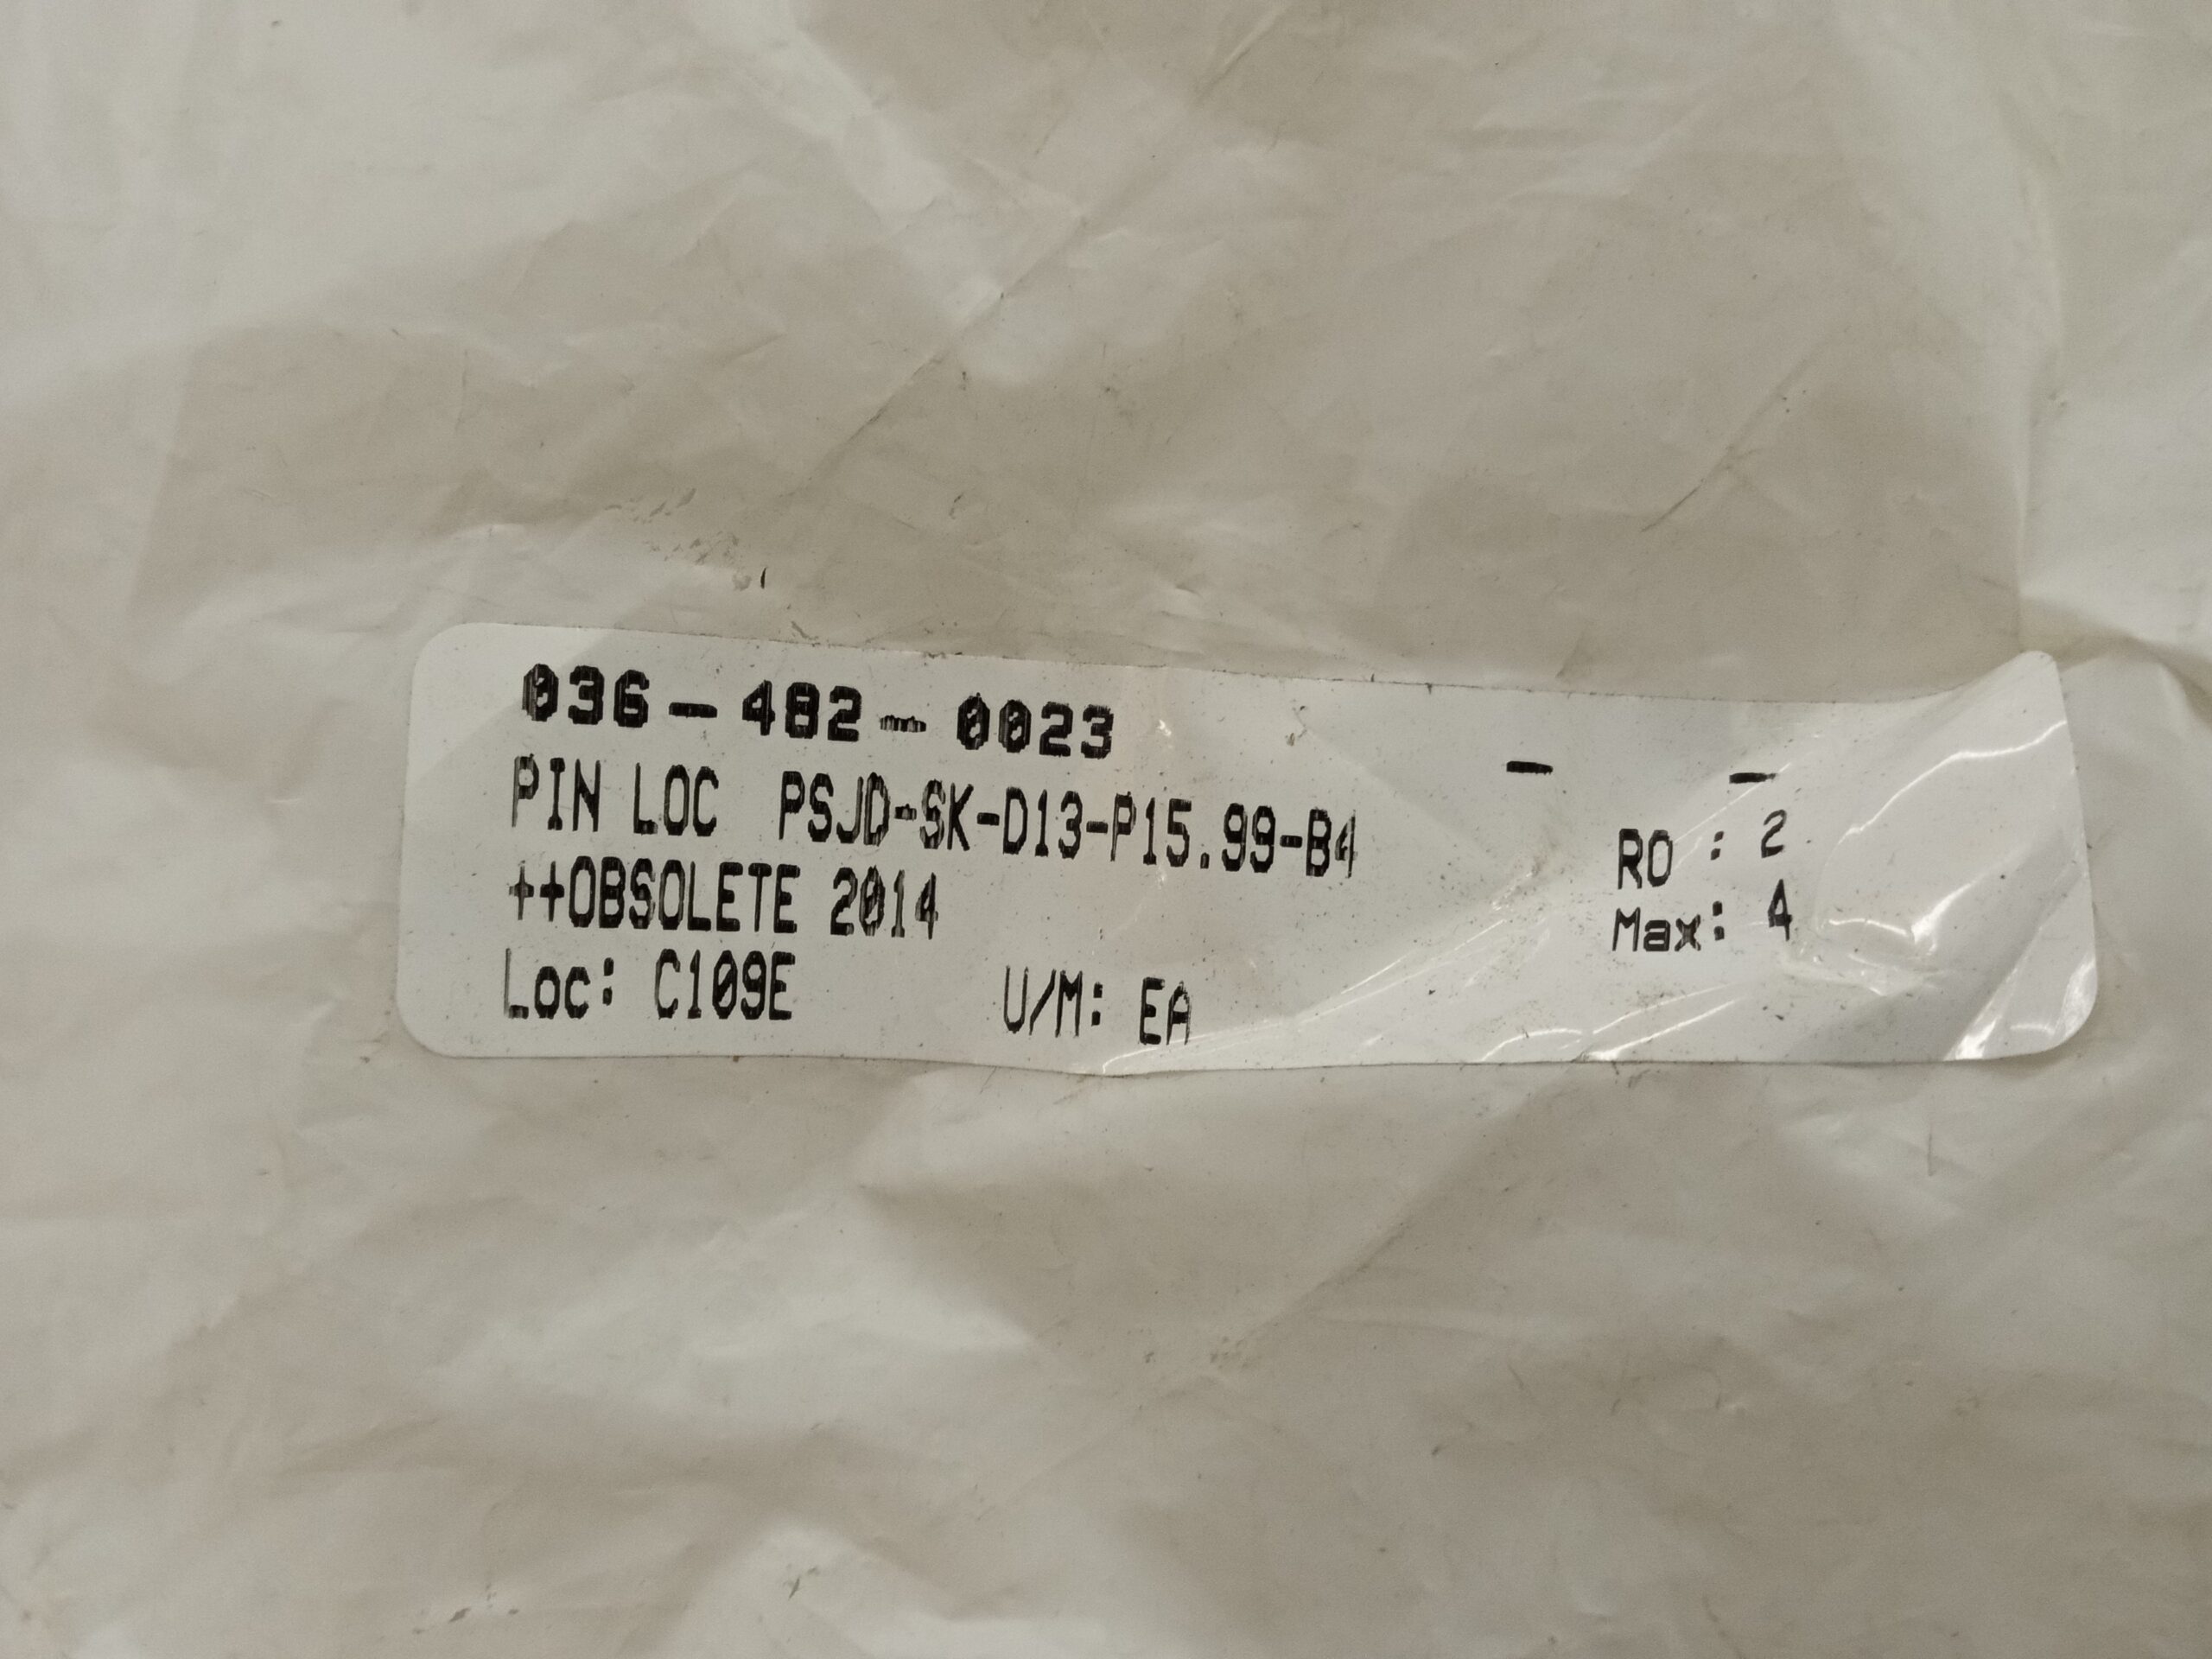 036-482-0023
- -
PIN LOC PSJD-SK-D13-P15.99-B4
RO : 2
++OBSOLETE 2014
Max: 4
Loc: C109E U/M: EA